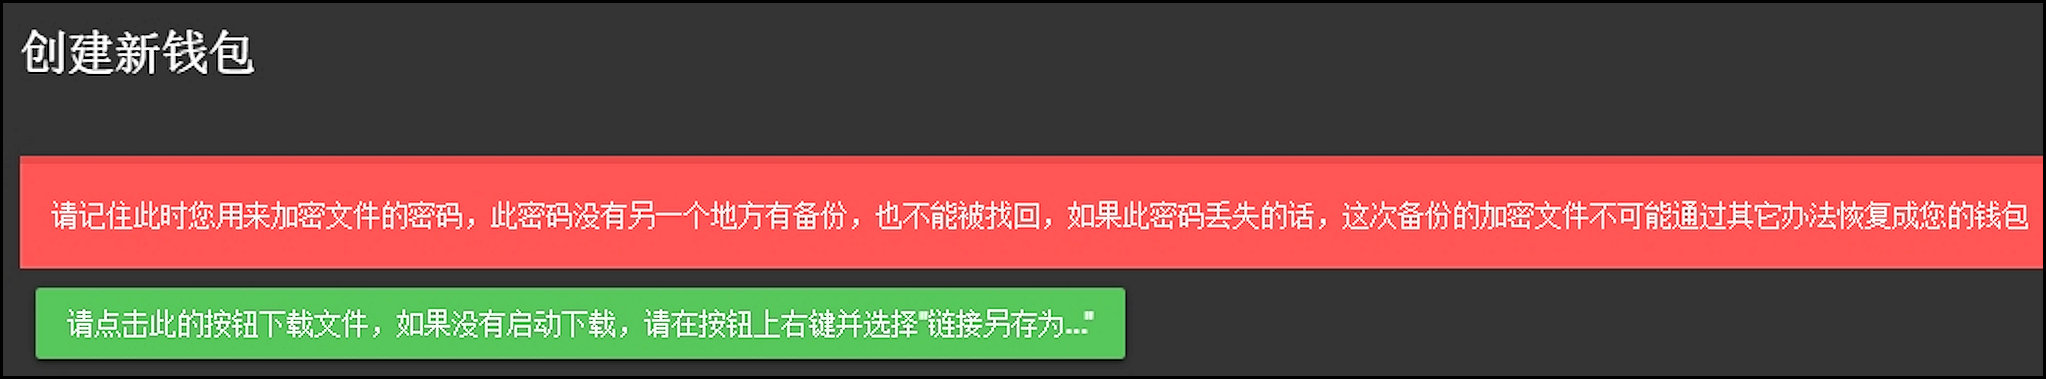 创建新钱包
请记住此时您用来加密文件的密码，此密码没有另一个地方有备份，也不能被找回，如果此密码丢失的话，这次备份的加密文件不可能通过其它办法恢复成您的钱包
请点击此的按钮下载文件，如果没有启动下载，请在按钮上右键并选择"链接另存为..."